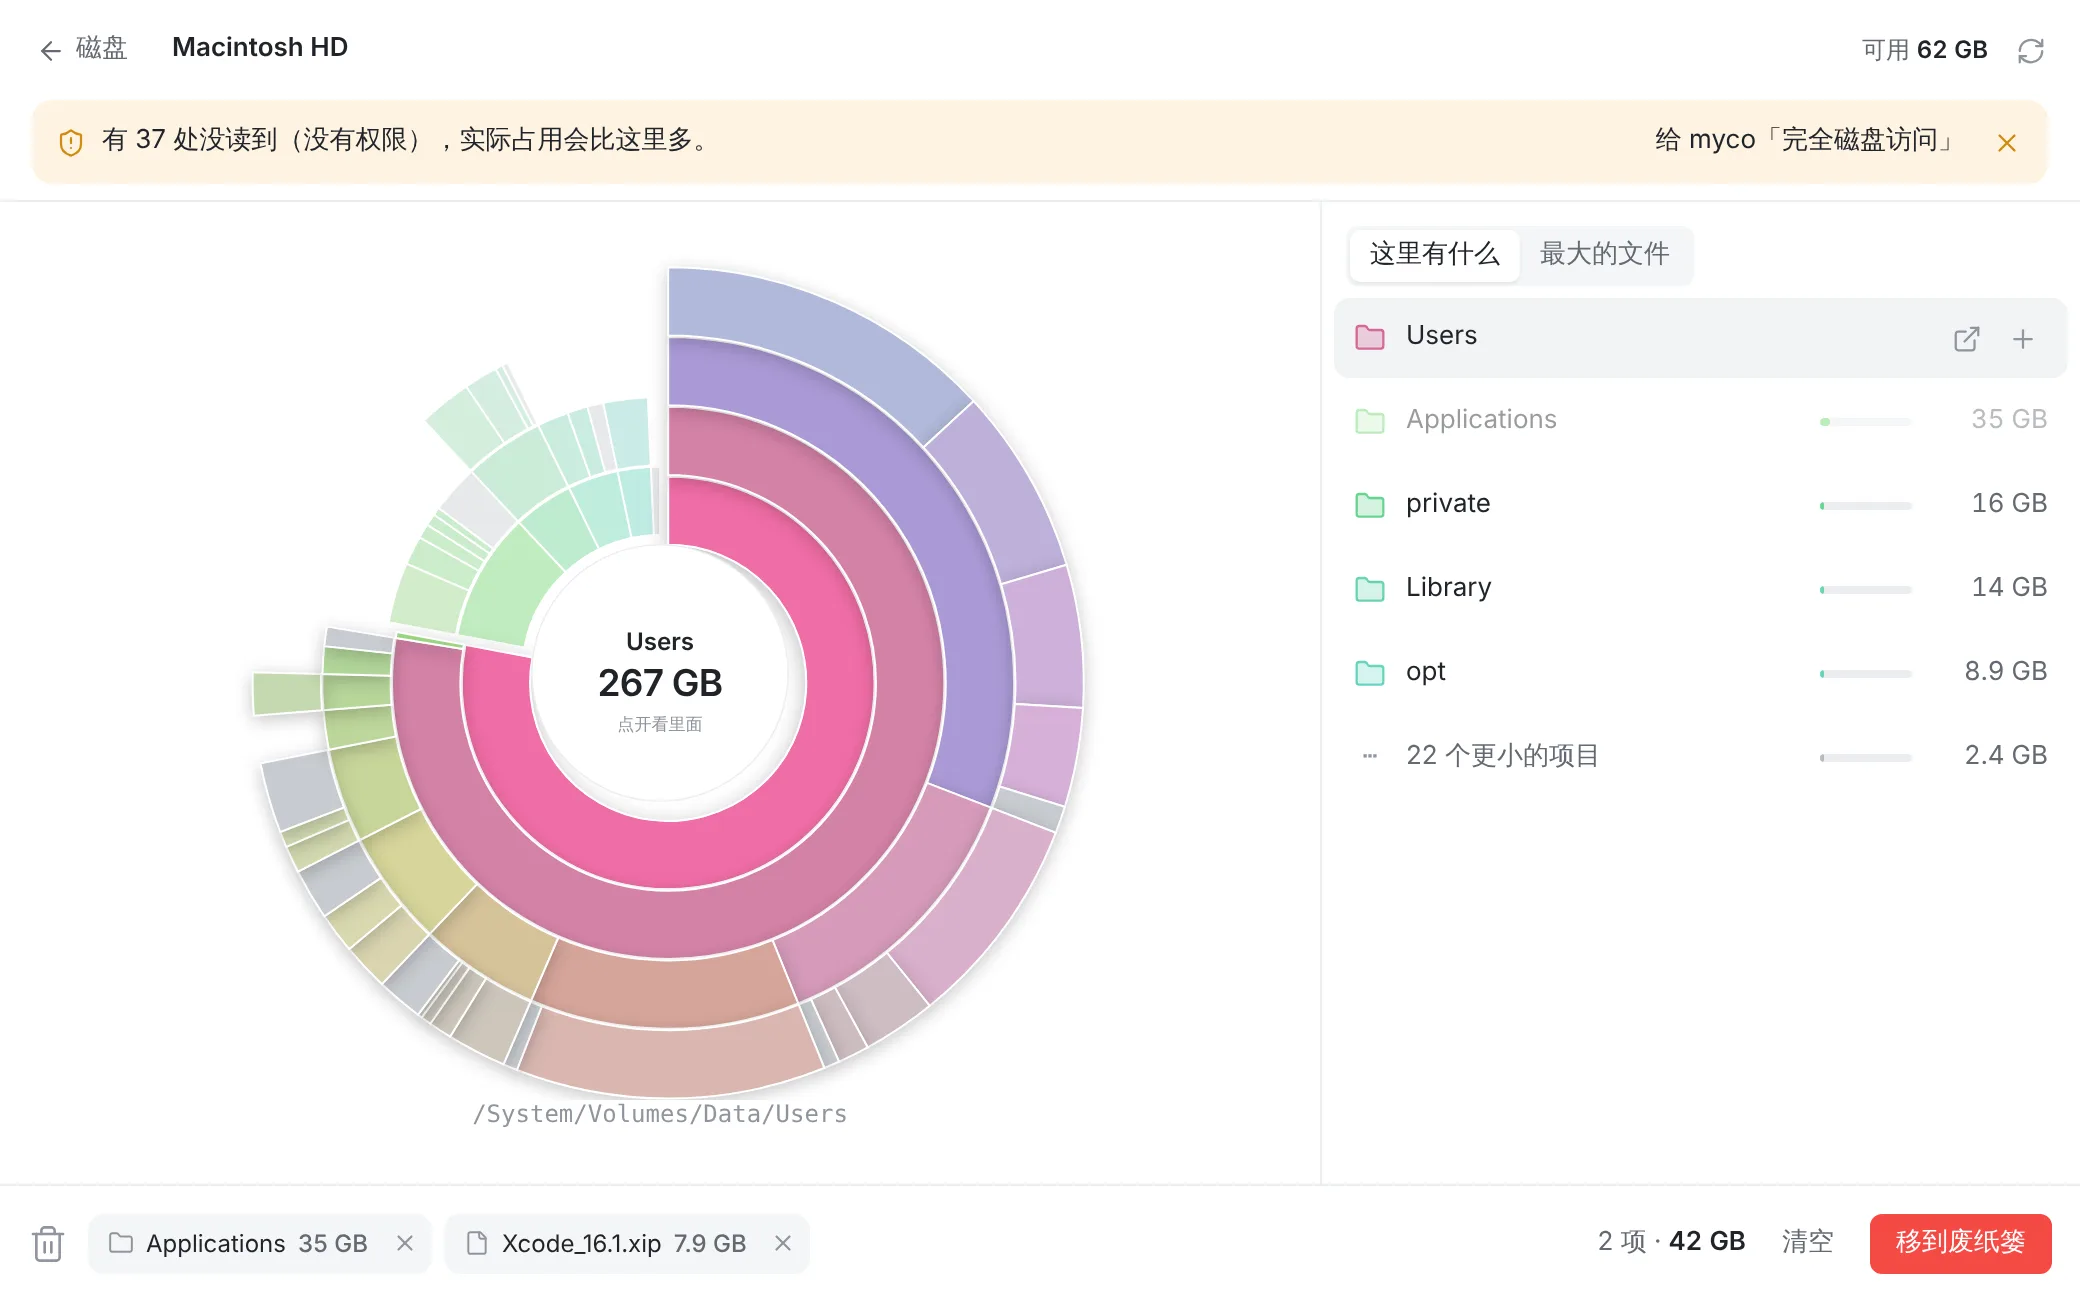 磁盘 Macintosh HD 可用 62 GB
有 37 处没读到（没有权限），实际占用会比这里多。 给 myco「完全磁盘访问」
这里有什么 最大的文件
Users
Applications 35 GB
private 16 GB
Library 14 GB
opt 8.9 GB
22 个更小的项目 2.4 GB
Users
267 GB
点开看里面
/System/Volumes/Data/Users
Applications 35 GB Xcode_16.1.xip 7.9 GB 2 项 · 42 GB 清空 移到废纸篓